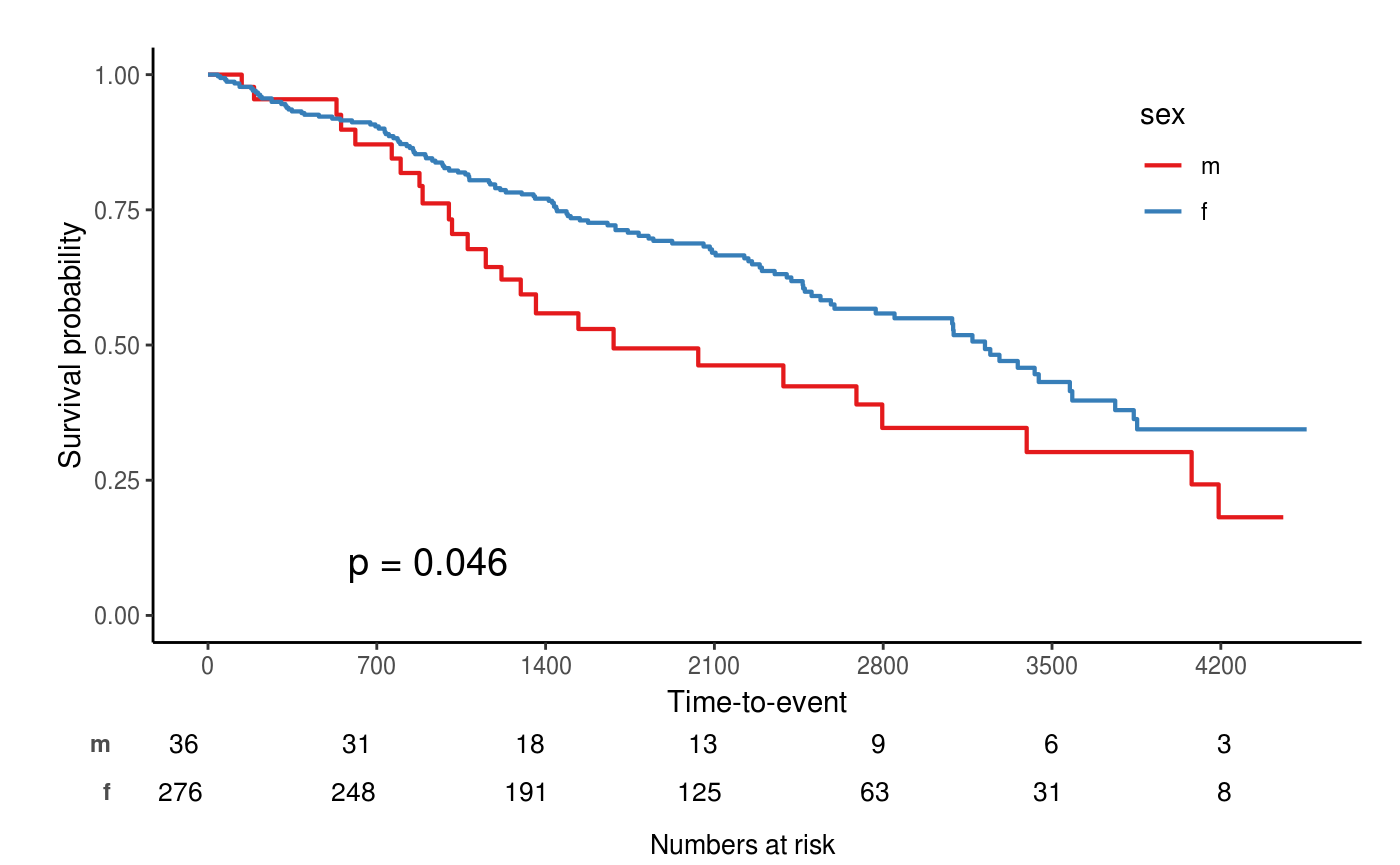 sex
m
f
Survival probability
1.00
0.75
0.50
0.25
0.00
p = 0.046
0 700 1400 2100 2800 3500 4200
Time-to-event
m 36 31 18 13 9 6 3
f 276 248 191 125 63 31 8
Numbers at risk